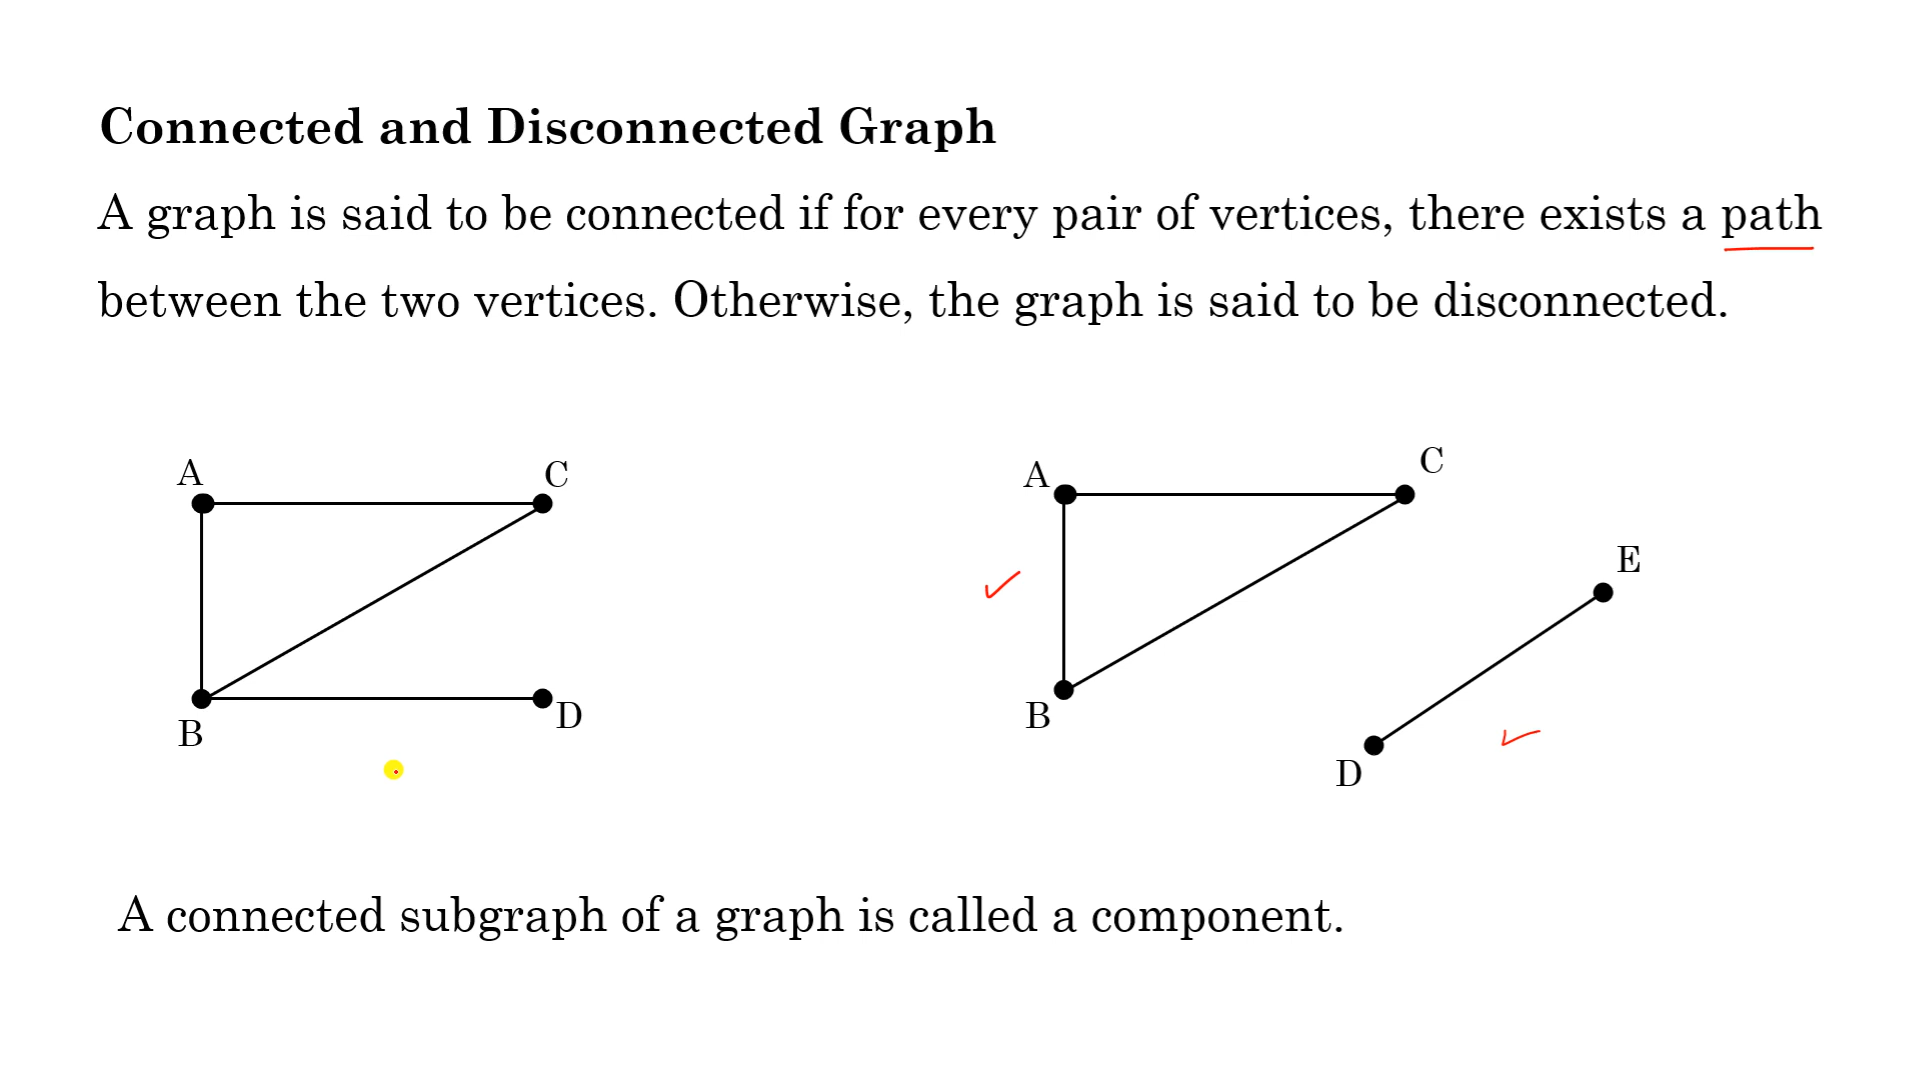 Connected and Disconnected Graph
A graph is said to be connected if for every pair of vertices, there exists a path
between the two vertices. Otherwise, the graph is said to be disconnected.
A
C
B
D
A
C
E
B
D
A connected subgraph of a graph is called a component.